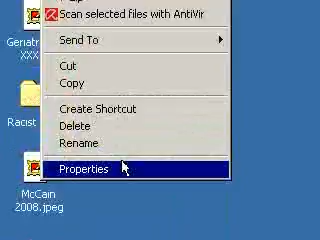 Scan selected files with AntiVir
Geriatr
XXX
Send To
Cut
Copy
Create Shortcut
Racist
Delete
Rename
Properties
McCain
2008.jpeg